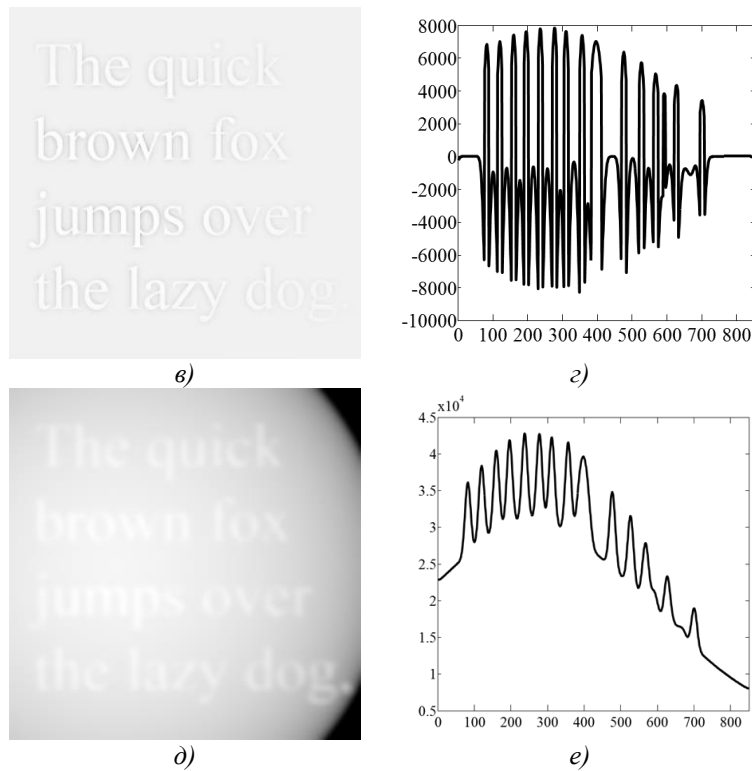 The quick
brown fox
jumps over
the lazy dog.
8000
6000
4000
2000
0
-2000
-4000
-6000
-8000
-10000
0 100 200 300 400 500 600 700 800
в)
г)
The quick
brown fox
jumps over
the lazy dog.
x10⁴
4.5
4
3.5
3
2.5
2
1.5
1
0.5
0 100 200 300 400 500 600 700 800
д)
е)